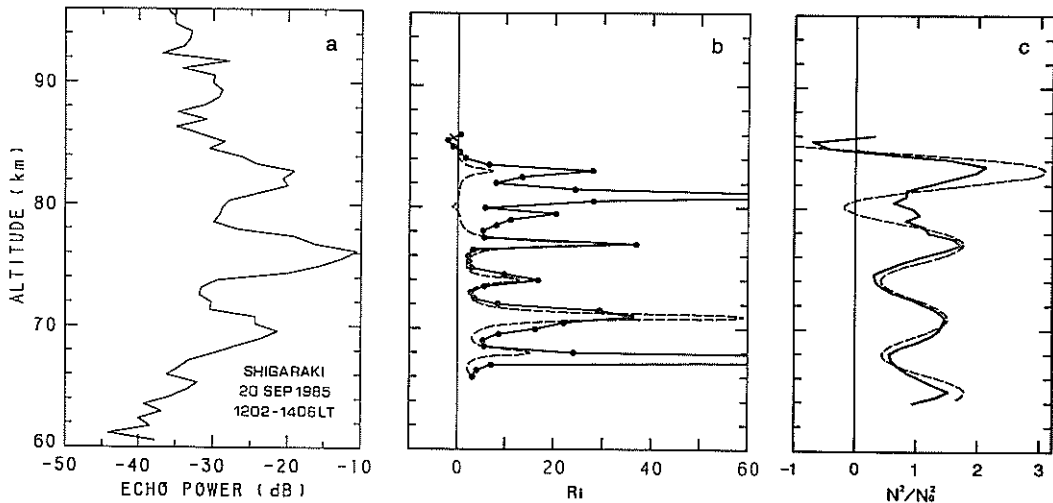 a
b
c
ALTITUDE (km)
90
80
70
60
SHIGARAKI
20 SEP 1985
1202-1406LT
-50 -40 -30 -20 -10
ECHO POWER (dB)
0 20 40 60
Ri
-1 0 1 2 3
N²/N₀²